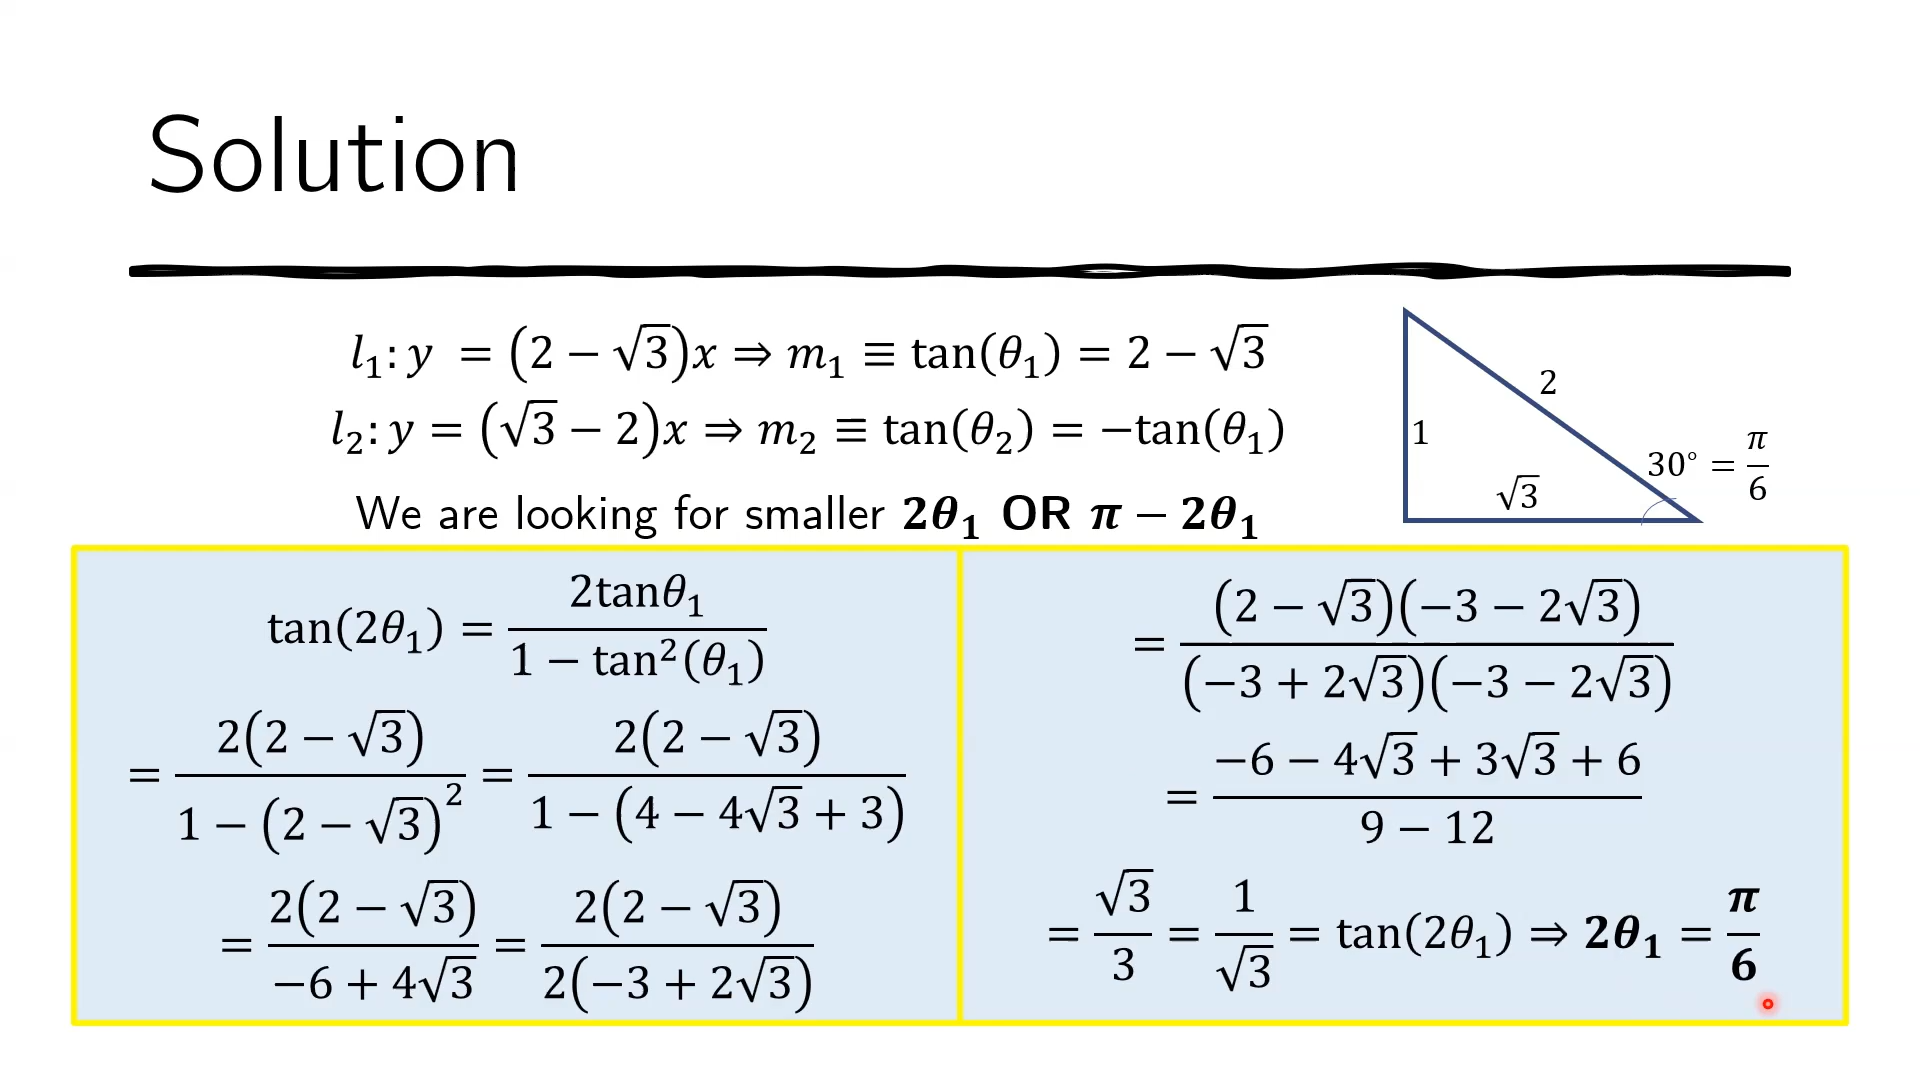 Solution
l₁: y = (2 − √3)x ⇒ m₁ ≡ tan(θ₁) = 2 − √3
l₂: y = (√3 − 2)x ⇒ m₂ ≡ tan(θ₂) = −tan(θ₁)
We are looking for smaller 2θ₁ OR π − 2θ₁
2
1
√3
30° = π/6
tan(2θ₁) = 2tanθ₁ / (1 − tan²(θ₁))
= 2(2 − √3) / (1 − (2 − √3)²) = 2(2 − √3) / (1 − (4 − 4√3 + 3))
= 2(2 − √3) / (−6 + 4√3) = 2(2 − √3) / (2(−3 + 2√3))
= (2 − √3)(−3 − 2√3) / ((−3 + 2√3)(−3 − 2√3))
= (−6 − 4√3 + 3√3 + 6) / (9 − 12)
= √3/3 = 1/√3 = tan(2θ₁) ⇒ 2θ₁ = π/6